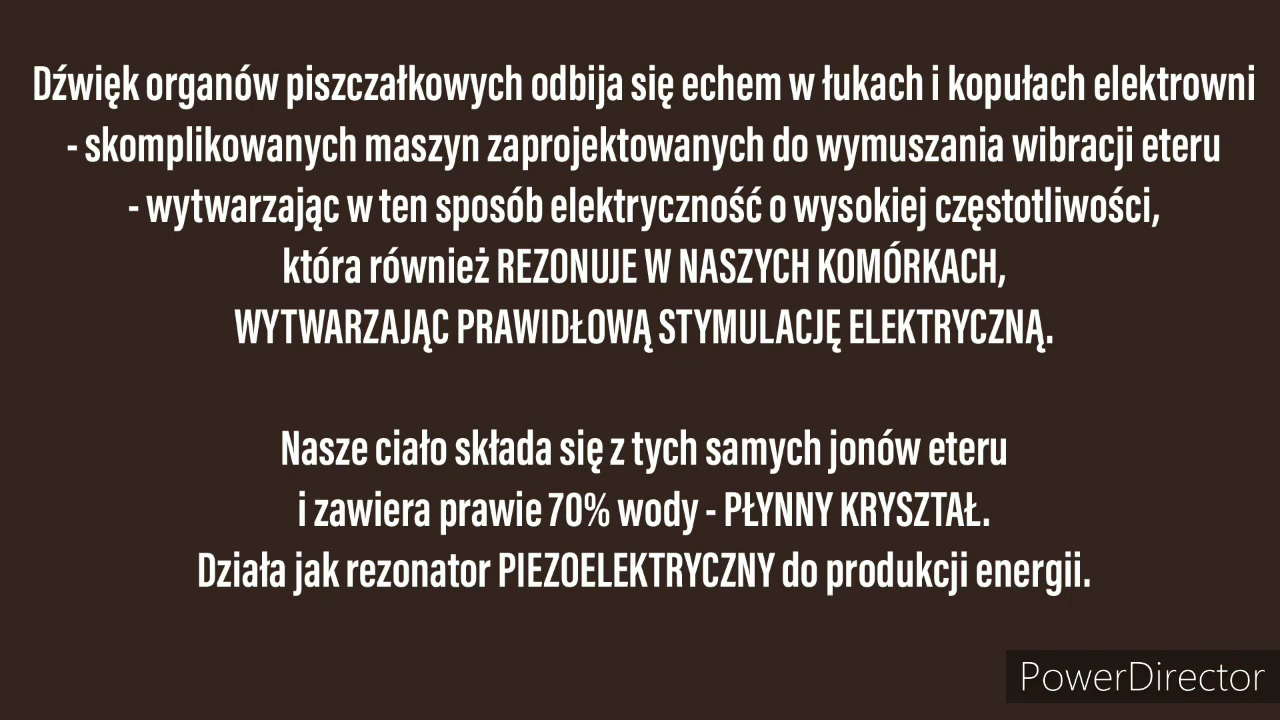 Dźwięk organów piszczałkowych odbija się echem w łukach i kopułach elektrowni
- skomplikowanych maszyn zaprojektowanych do wymuszania wibracji eteru
- wytwarzając w ten sposób elektryczność o wysokiej częstotliwości,
która również REZONUJE W NASZYCH KOMÓRKACH,
WYTWARZAJĄC PRAWIDŁOWĄ STYMULACJĘ ELEKTRYCZNĄ.
Nasze ciało składa się z tych samych jonów eteru
i zawiera prawie 70% wody - PŁYNNY KRYSZTAŁ.
Działa jak rezonator PIEZOELEKTRYCZNY do produkcji energii.
PowerDirector